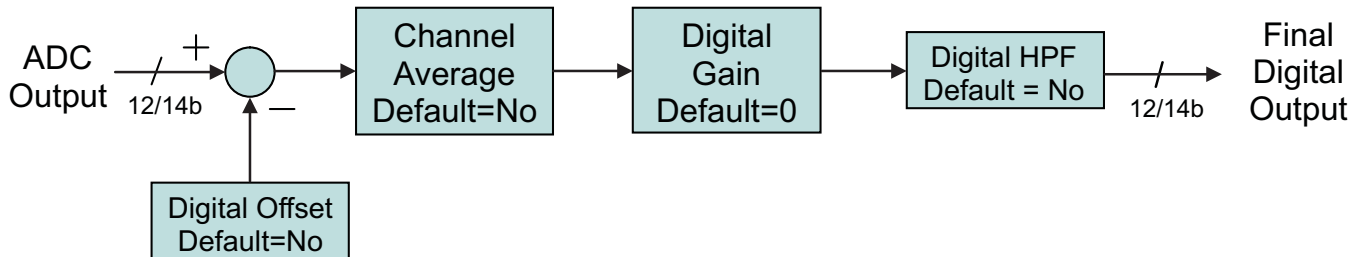 ADC
Output
+
12/14b
−
Digital Offset
Default=No
Channel
Average
Default=No
Digital
Gain
Default=0
Digital HPF
Default = No
12/14b
Final
Digital
Output